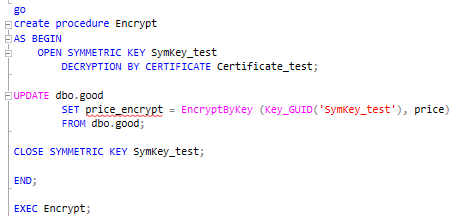 go
create procedure Encrypt
AS BEGIN
OPEN SYMMETRIC KEY SymKey_test
DECRYPTION BY CERTIFICATE Certificate_test;
UPDATE dbo.good
SET price_encrypt = EncryptByKey (Key_GUID('SymKey_test'), price)
FROM dbo.good;
CLOSE SYMMETRIC KEY SymKey_test;
END;
EXEC Encrypt;